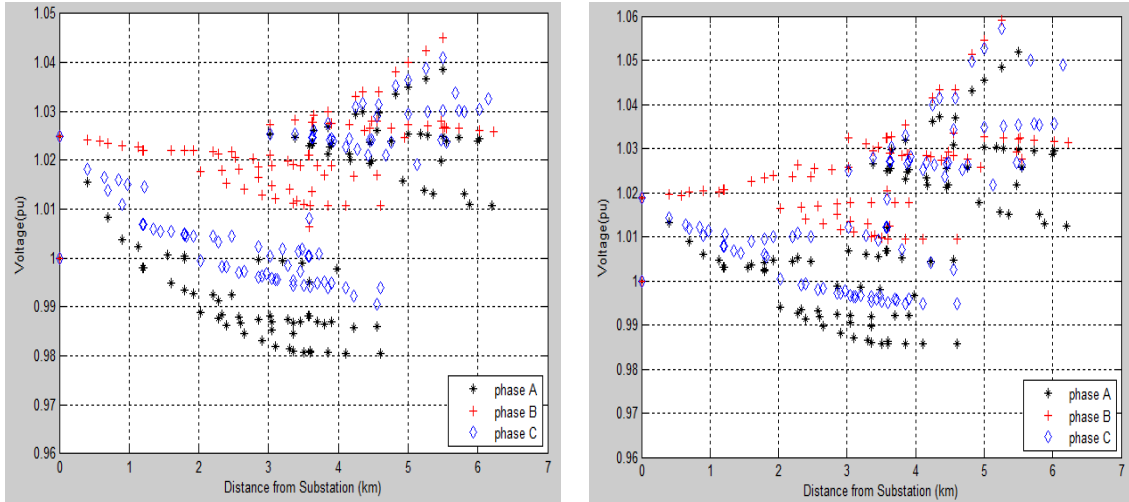 1.05
1.04
1.03
1.02
1.01
1
0.99
0.98
0.97
0.96
Voltage(pu)
0 1 2 3 4 5 6 7
Distance from Substation (km)
phase A
phase B
phase C
1.06
1.05
1.04
1.03
1.02
1.01
1
0.99
0.98
0.97
0.96
Voltage(pu)
0 1 2 3 4 5 6 7
Distance from Substation (km)
phase A
phase B
phase C